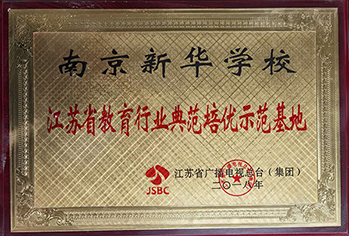 南京新华学校
江苏省教育行业典范培优示范基地
JSBC
江苏省广播电视总台(集团)
二〇一八年